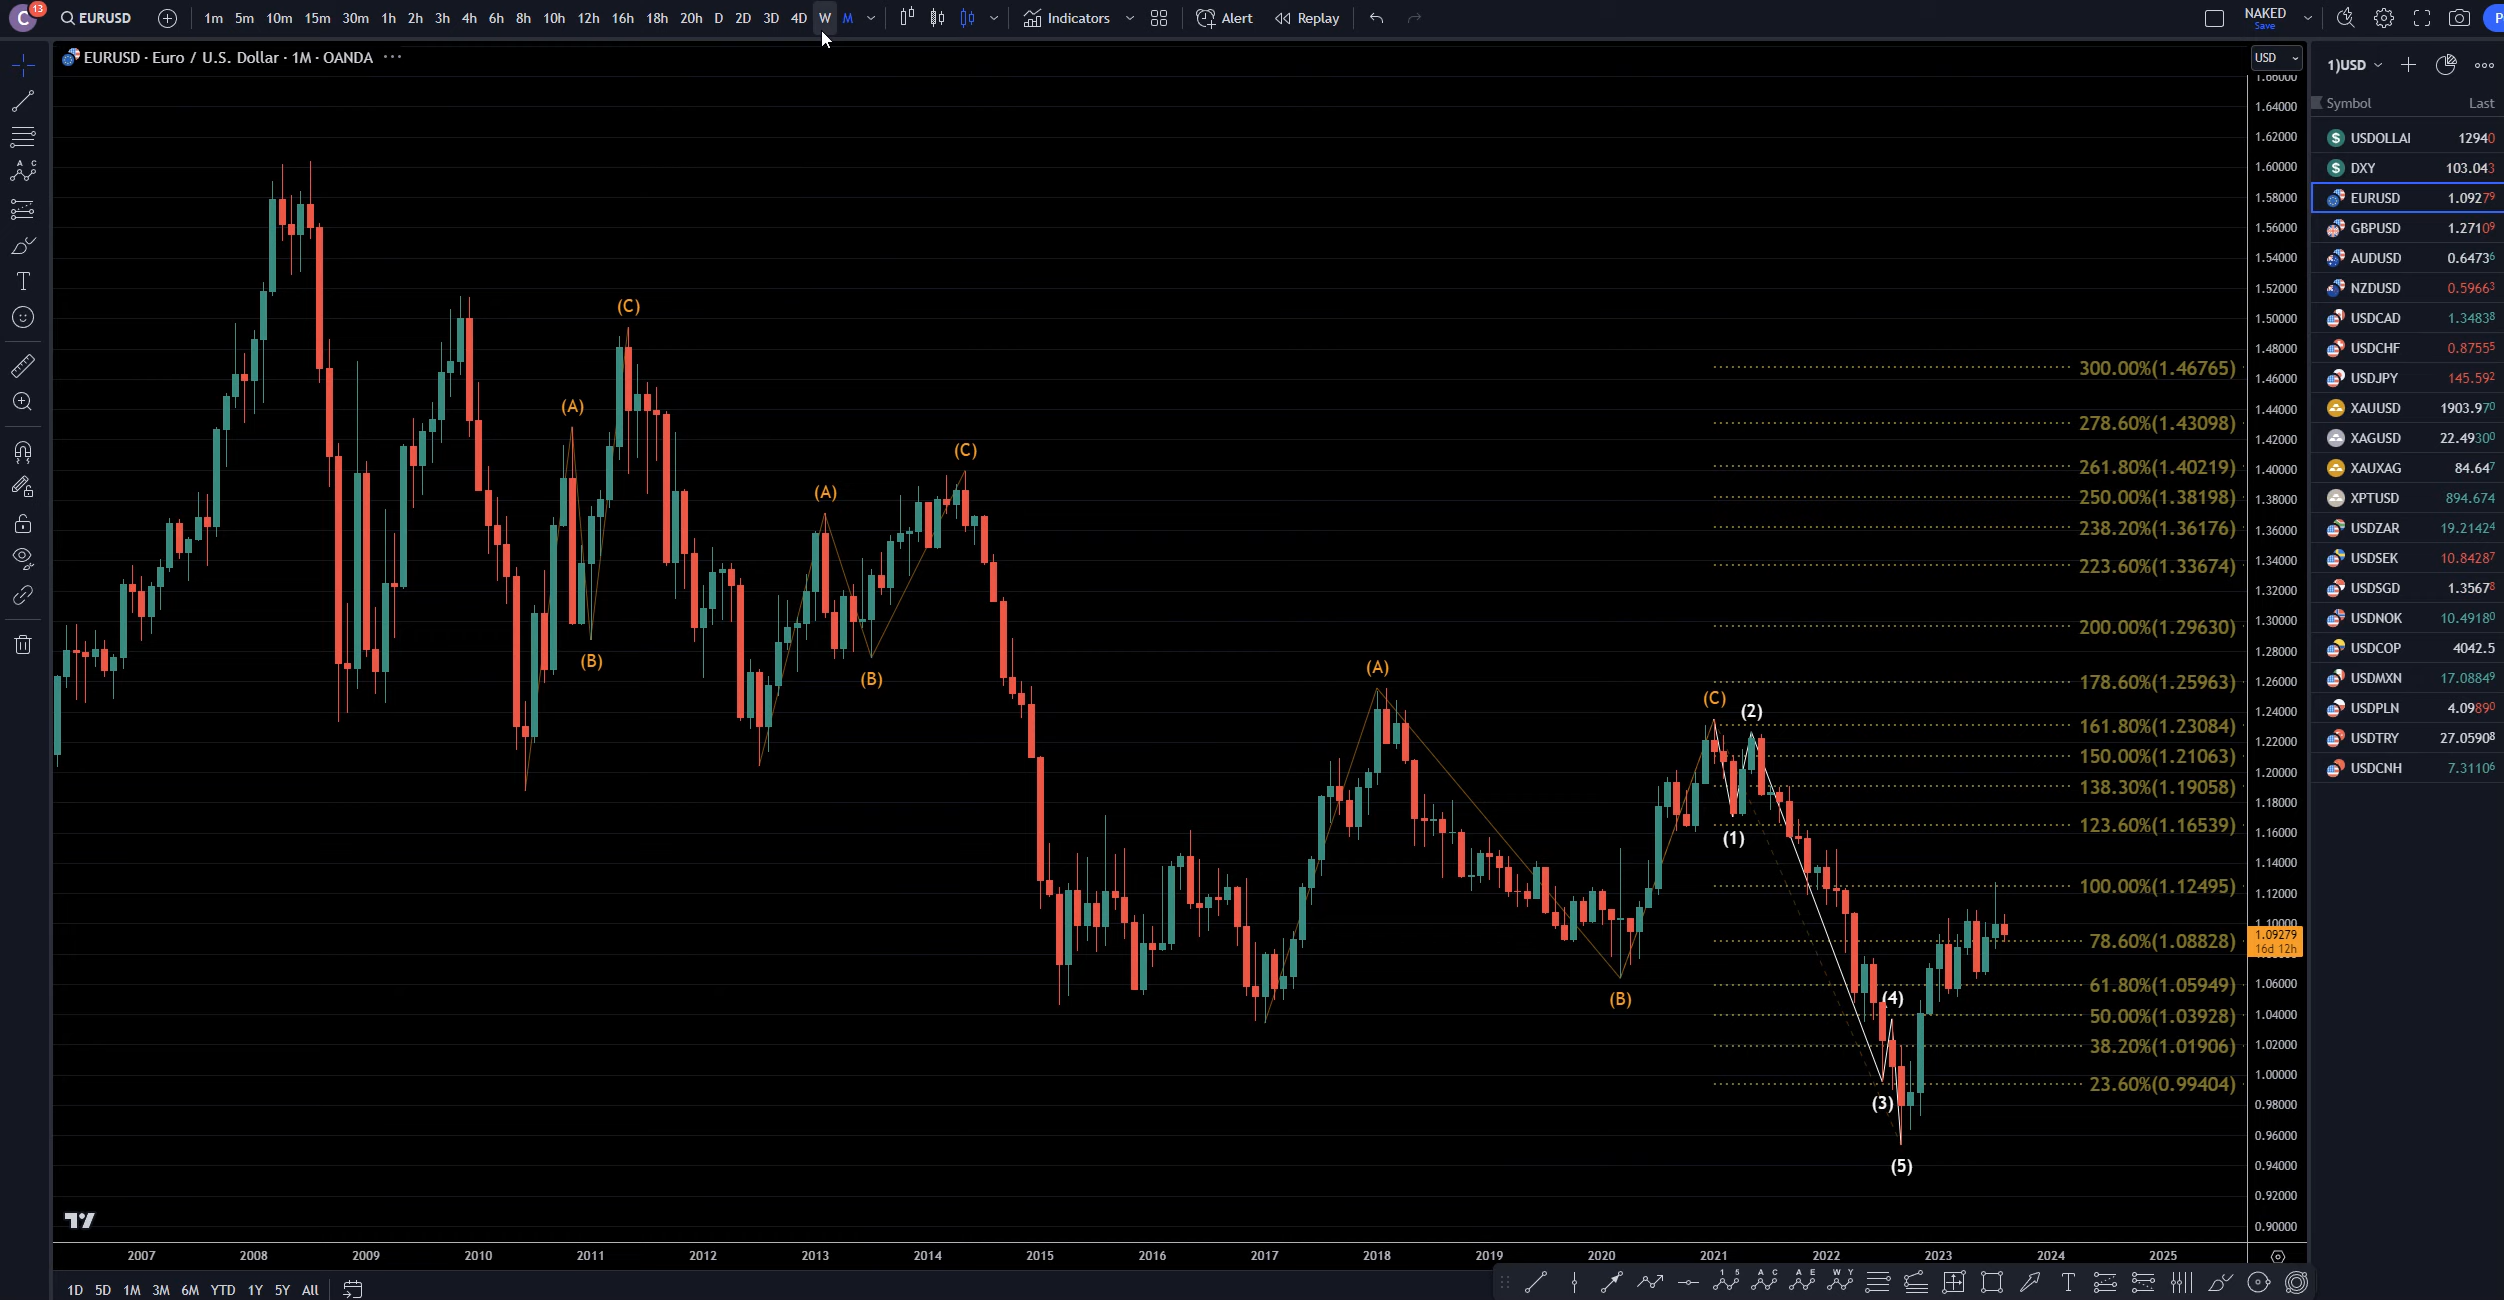 C 13 EURUSD 1m 5m 10m 15m 30m 1h 2h 3h 4h 6h 8h 10h 12h 16h 18h 20h D 2D 3D 4D W M Indicators Alert Replay NAKED
Save
EURUSD · Euro / U.S. Dollar · 1M · OANDA ···
USD
1)USD
Symbol Last
USDOLLAI 12940
DXY 103.043
EURUSD 1.09279
GBPUSD 1.27109
AUDUSD 0.64736
NZDUSD 0.59663
USDCAD 1.34838
USDCHF 0.87555
USDJPY 145.592
XAUUSD 1903.970
XAGUSD 22.49300
XAUXAG 84.647
XPTUSD 894.674
USDZAR 19.21424
USDSEK 10.84287
USDSGD 1.35678
USDNOK 10.49180
USDCOP 4042.5
USDMXN 17.08849
USDPLN 4.09890
USDTRY 27.05908
USDCNH 7.31106
1.66000
1.64000
1.62000
1.60000
1.58000
1.56000
1.54000
1.52000
1.50000
1.48000
1.46000
1.44000
1.42000
1.40000
1.38000
1.36000
1.34000
1.32000
1.30000
1.28000
1.26000
1.24000
1.22000
1.20000
1.18000
1.16000
1.14000
1.12000
1.10000
1.09279
16d 12h
1.06000
1.04000
1.02000
1.00000
0.98000
0.96000
0.94000
0.92000
0.90000
300.00%(1.46765)
278.60%(1.43098)
261.80%(1.40219)
250.00%(1.38198)
238.20%(1.36176)
223.60%(1.33674)
200.00%(1.29630)
178.60%(1.25963)
161.80%(1.23084)
150.00%(1.21063)
138.30%(1.19058)
123.60%(1.16539)
100.00%(1.12495)
78.60%(1.08828)
61.80%(1.05949)
50.00%(1.03928)
38.20%(1.01906)
23.60%(0.99404)
(A)
(B)
(C)
(A)
(B)
(C)
(A)
(B)
(C)
(1)
(2)
(3)
(4)
(5)
2007 2008 2009 2010 2011 2012 2013 2014 2015 2016 2017 2018 2019 2020 2021 2022 2023 2024 2025
1D 5D 1M 3M 6M YTD 1Y 5Y All